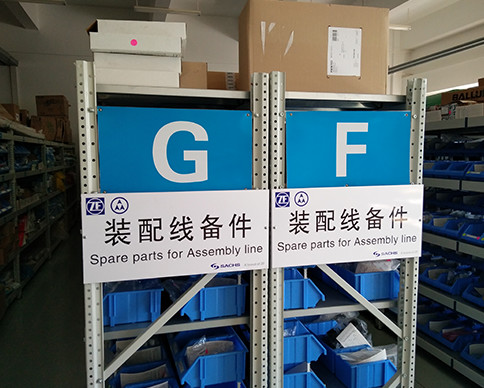 G
F
ZF
装配线备件
Spare parts for Assembly line
SACHS
ZF
装配线备件
Spare parts for Assembly line
SACHS